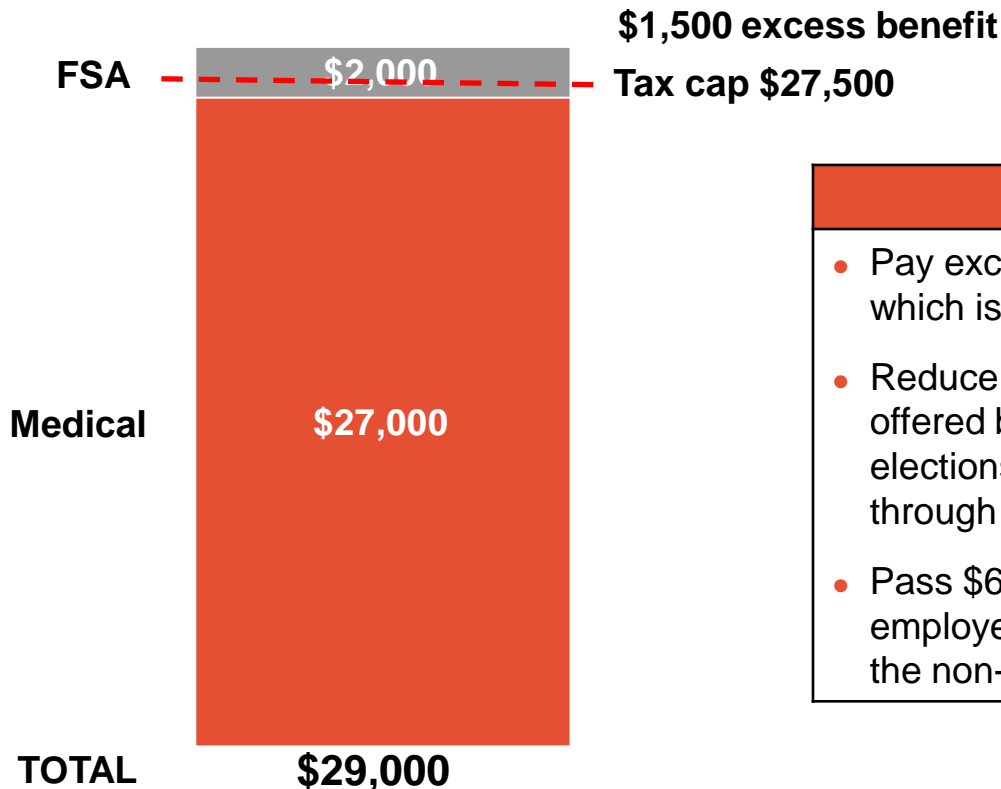 $1,500 excess benefit
FSA
$2,000
Tax cap $27,500
Medical
$27,000
TOTAL
$29,000
• Pay exc
which is
• Reduce
offered b
elections
through
• Pass $6
employe
the non-